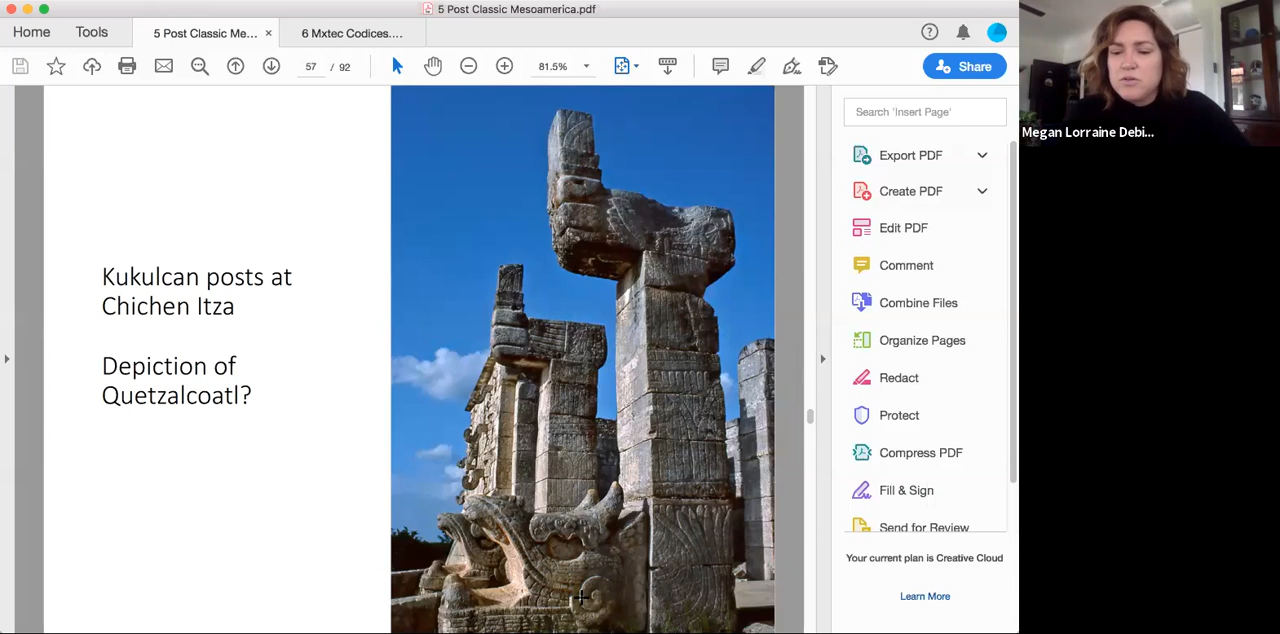 5 Post Classic Mesoamerica.pdf
Home
Tools
5 Post Classic Me... ×
6 Mxtec Codices....
57 / 92
81.5%
Share
Megan Lorraine Debi...
Kukulcan posts at
Chichen Itza
Depiction of
Quetzalcoatl?
Search 'Insert Page'
Export PDF
Create PDF
Edit PDF
Comment
Combine Files
Organize Pages
Redact
Protect
Compress PDF
Fill & Sign
Send for Review
Your current plan is Creative Cloud
Learn More